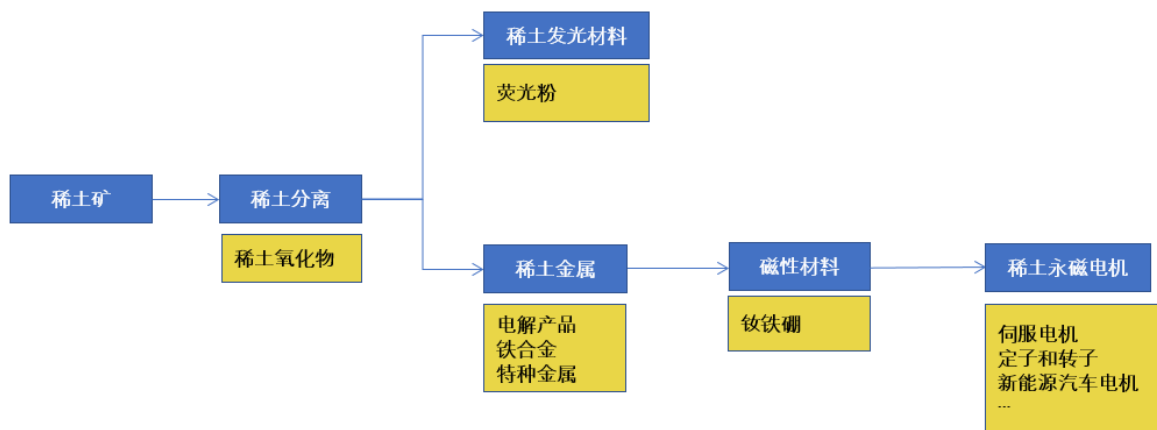 稀土发光材料
荧光粉
稀土矿
稀土分离
稀土氧化物
稀土金属
电解产品
铁合金
特种金属
磁性材料
钕铁硼
稀土永磁电机
伺服电机
定子和转子
新能源汽车电机
...